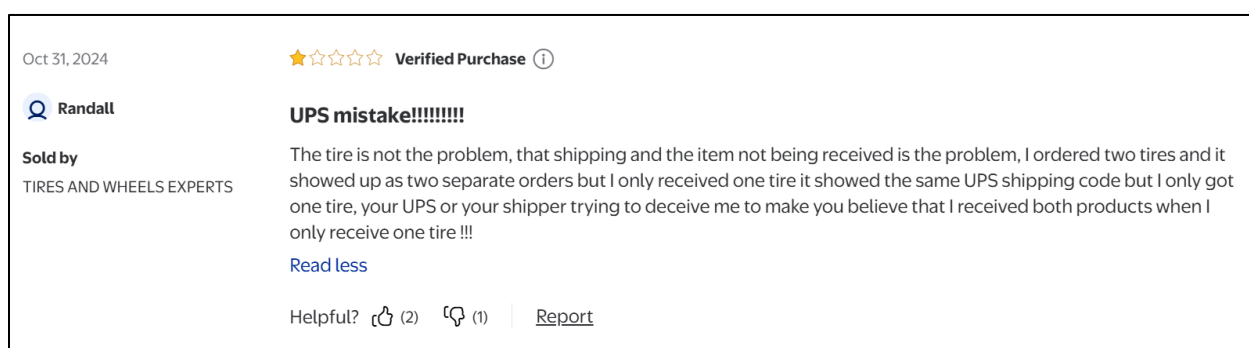 Oct 31, 2024
Verified Purchase
Randall
UPS mistake!!!!!!!!!
Sold by
TIRES AND WHEELS EXPERTS
The tire is not the problem, that shipping and the item not being received is the problem, I ordered two tires and it
showed up as two separate orders but I only received one tire it showed the same UPS shipping code but I only got
one tire, your UPS or your shipper trying to deceive me to make you believe that I received both products when I
only receive one tire !!!
Read less
Helpful? (2) (1) Report